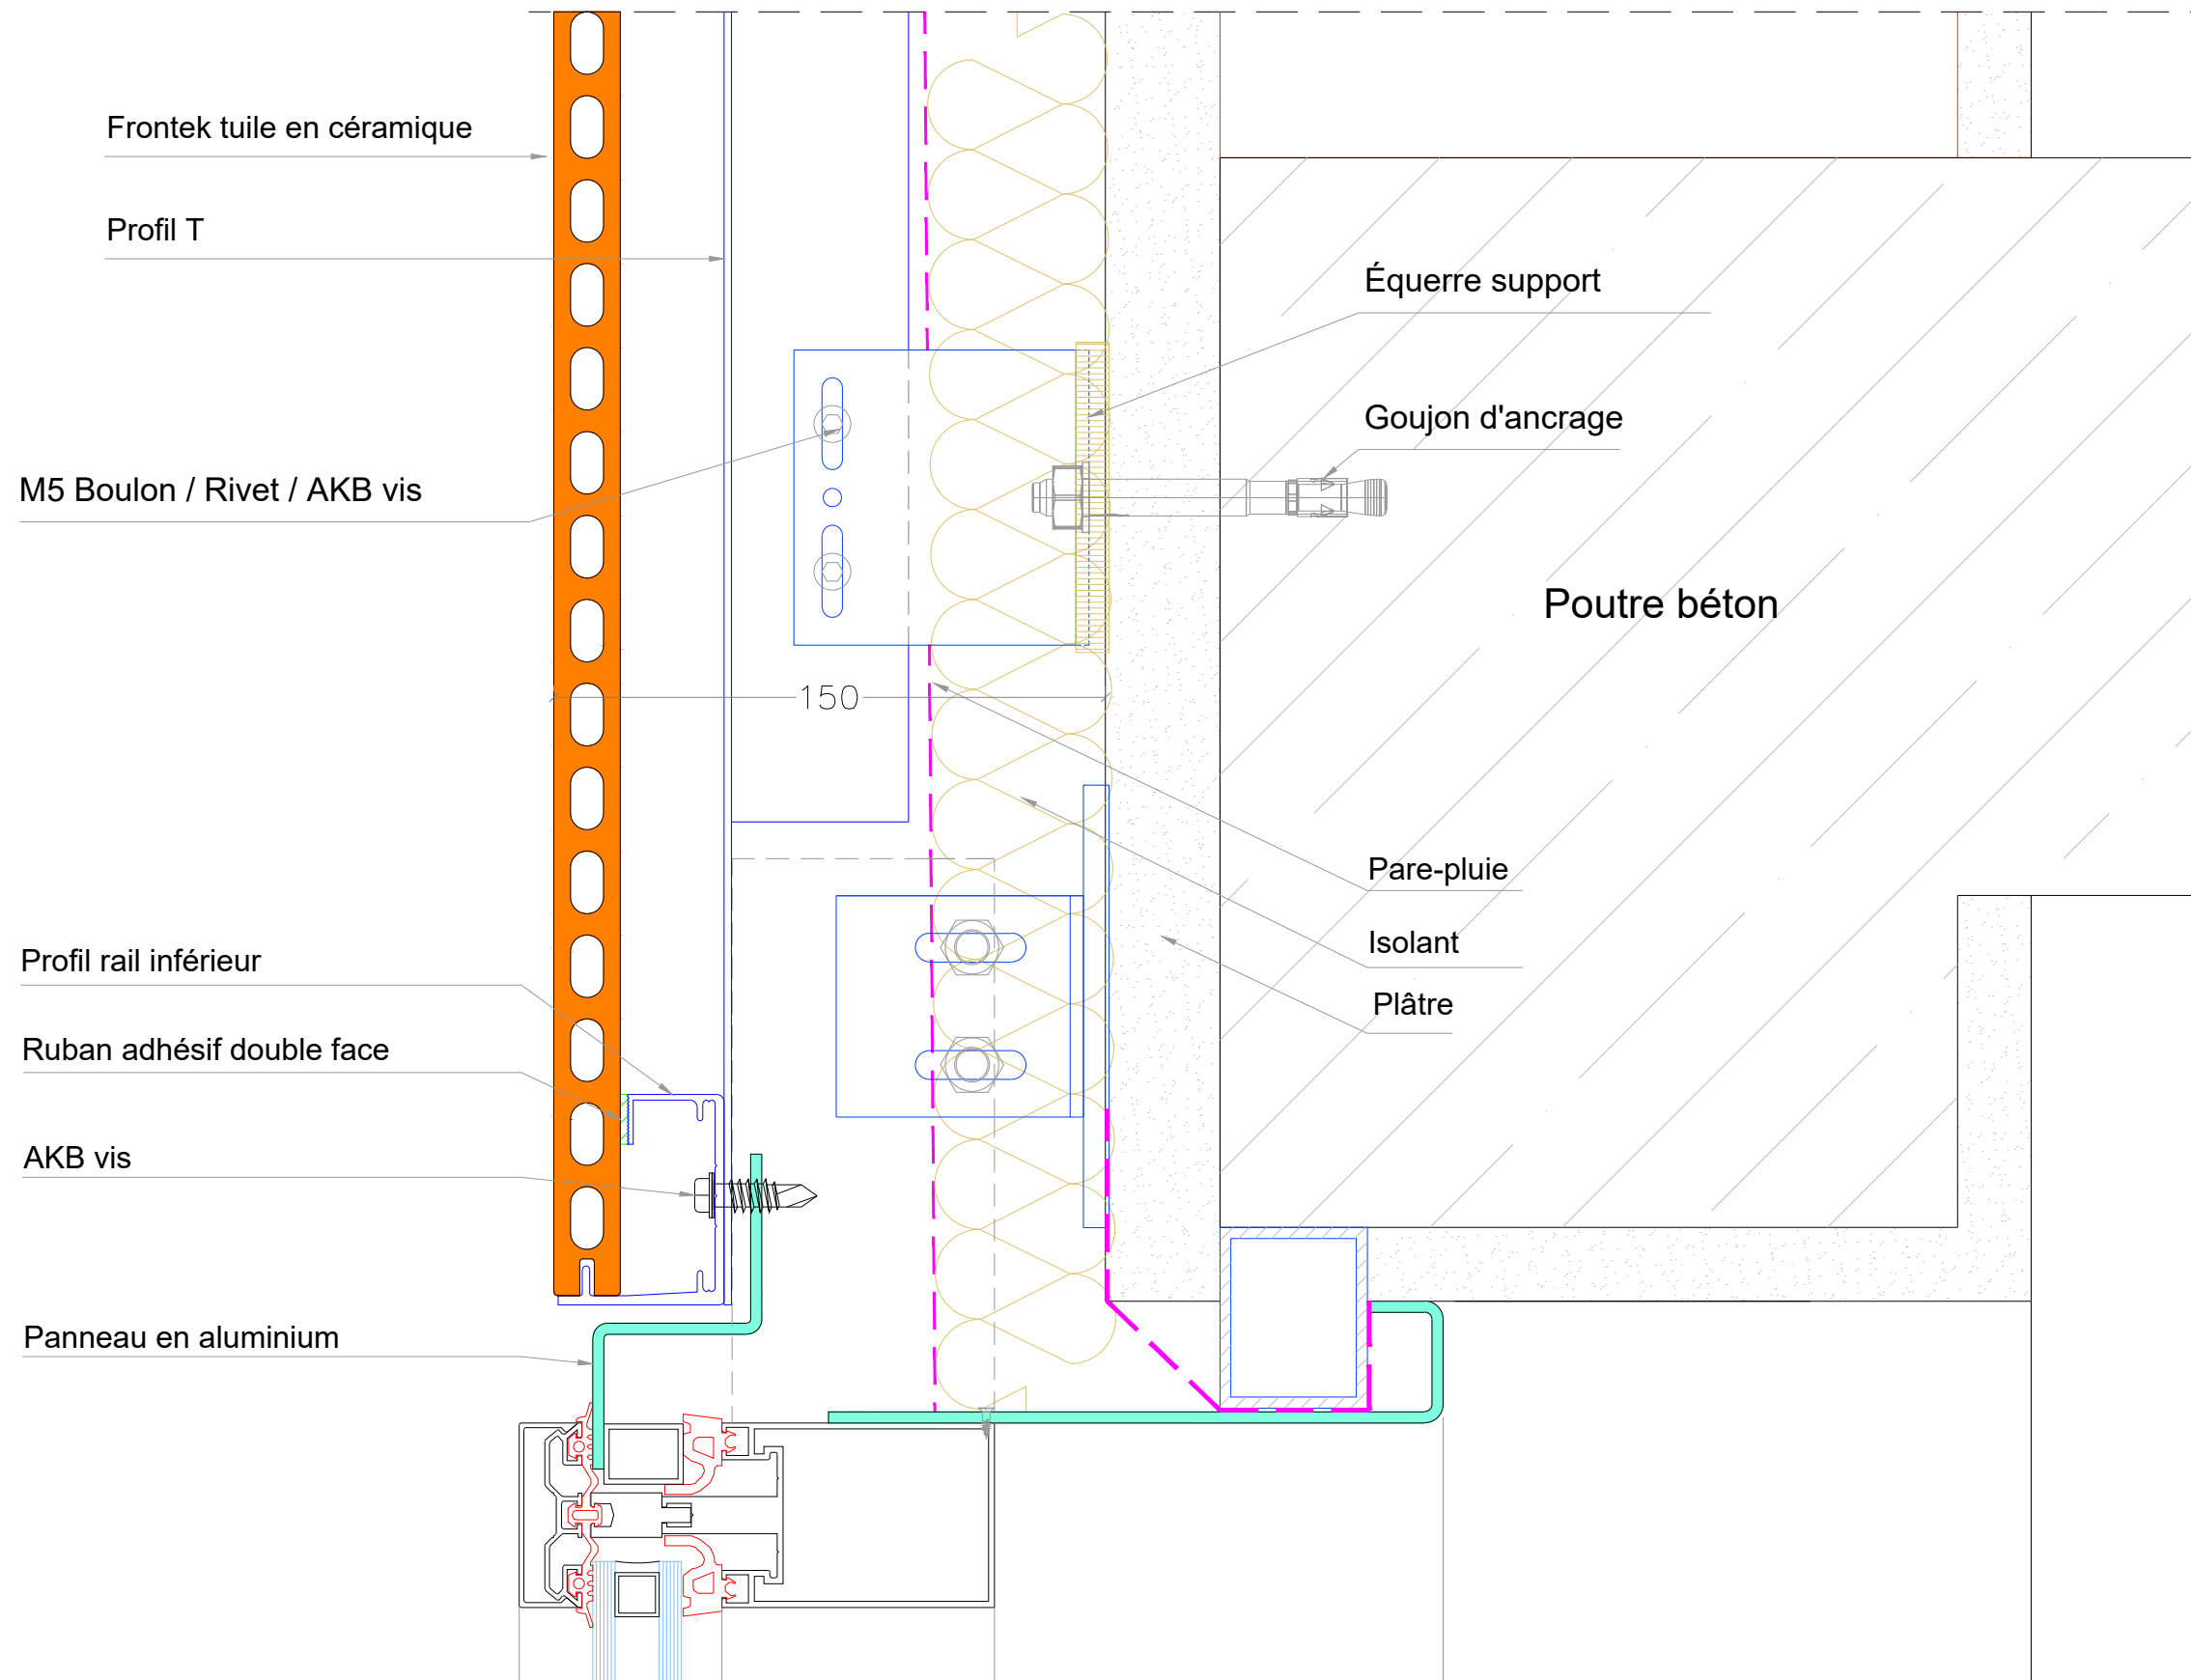 Frontek tuile en céramique
Profil T
Équerre support
Goujon d'ancrage
M5 Boulon / Rivet / AKB vis
Poutre béton
150
Pare-pluie
Isolant
Profil rail inférieur
Plâtre
Ruban adhésif double face
AKB vis
Panneau en aluminium